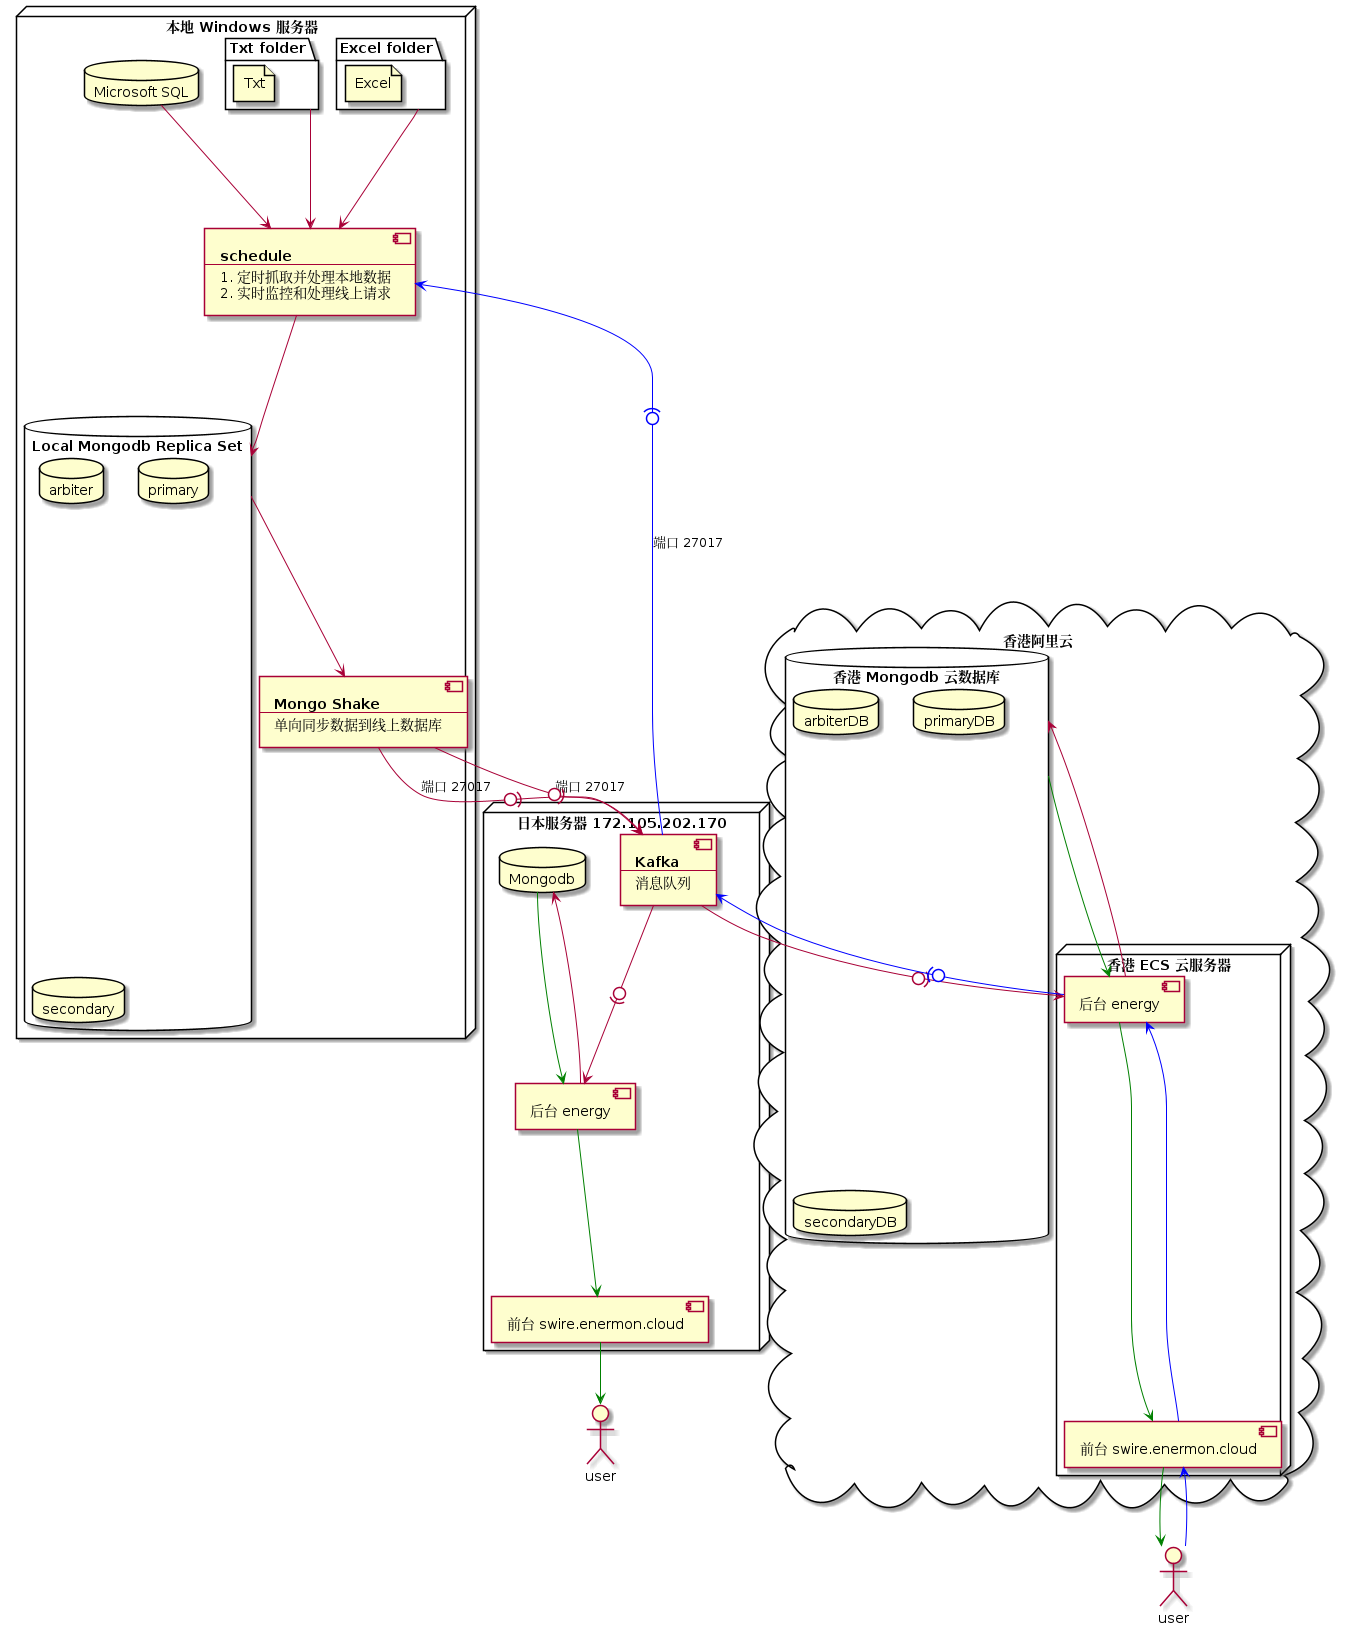 本地 Windows 服务器
Txt folder
Excel folder
Txt
Excel
Microsoft SQL
schedule
1. 定时抓取并处理本地数据
2. 实时监控和处理线上请求
Local Mongodb Replica Set
arbiter
primary
端口 27017
香港阿里云
香港 Mongodb 云数据库
Mongo Shake
单向同步数据到线上数据库
arbiterDB
primaryDB
端口 27017
端口 27017
日本服务器 172.105.202.170
Kafka
消息队列
Mongodb
香港 ECS 云服务器
后台 energy
secondary
后台 energy
secondaryDB
前台 swire.enermon.cloud
前台 swire.enermon.cloud
user
user